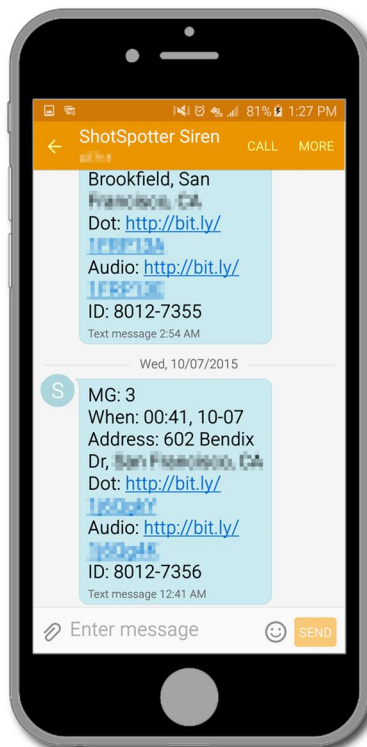 81% 1:27 PM
ShotSpotter Siren
CALL MORE
Brookfield, San
Dot: http://bit.ly/
Audio: http://bit.ly/
ID: 8012-7355
Text message 2:54 AM
Wed, 10/07/2015
S
MG: 3
When: 00:41, 10-07
Address: 602 Bendix
Dr,
Dot: http://bit.ly/
Audio: http://bit.ly/
ID: 8012-7356
Text message 12:41 AM
Enter message
SEND